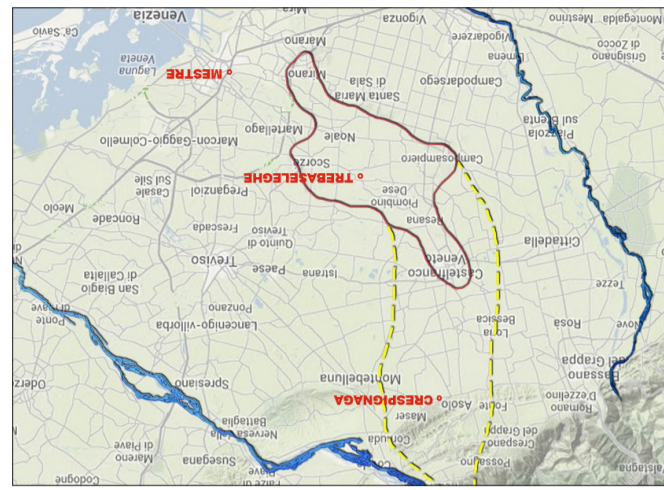 Codognè
Valstagna
Possagno
Susegana
di Piave
Mareno
Crespano
del Grappa
Cornuda
Nervesa della
Battaglia
Romano
D'ezzelino
Fonte
Asolo
Maser
CRESPIGNAGA
Spresiano
Oderzo
Bassano
del Grappa
Montebelluna
Nove
Rosà
Loria
Bessica
Lancenigo-villorba
Ponzano
Ponte
di Piave
Tezze
Castelfranco
Veneto
Istrana
Paese
Treviso
San Biagio
di Callalta
Cittadella
Resana
Quinto di
Treviso
Frescada
Roncade
Meolo
Piombino
Dese
TREBASELEGHE
Preganziol
Casale
Sul Sile
Camposampiero
Scorzè
Piazzola
sul Brenta
Noale
Martellago
Marcon-Gaggio-Colmello
Santa Maria
di Sala
Campodarsego
Mirano
MESTRE
Laguna
Veneta
Grisignano
di Zocco
Limena
Marano
Ca' Savio
Montegalda
Mestrino
Vigodarzere
Vigonza
Mira
Venezia